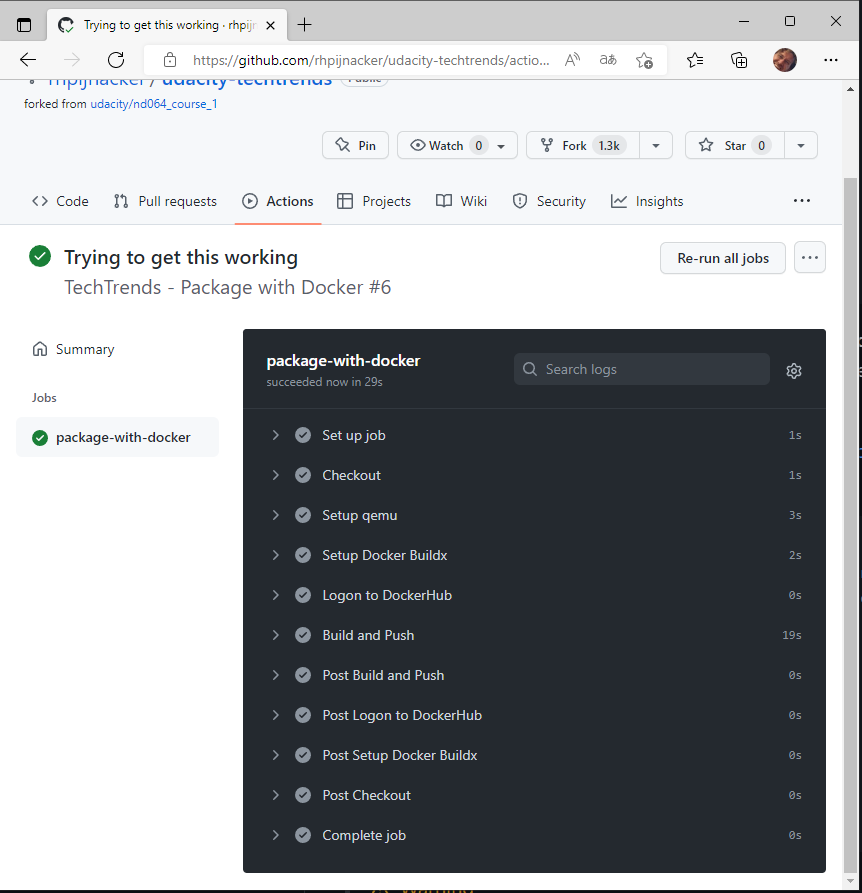 Trying to get this working · rhpijn
https://github.com/rhpijnacker/udacity-techtrends/actio...
rhpijnacker / udacity-techtrends Public
forked from udacity/nd064_course_1
Pin Watch 0 Fork 1.3k Star 0
Code Pull requests Actions Projects Wiki Security Insights
Trying to get this working
TechTrends - Package with Docker #6
Re-run all jobs
Summary
Jobs
package-with-docker
package-with-docker
succeeded now in 29s
Search logs
Set up job 1s
Checkout 1s
Setup qemu 3s
Setup Docker Buildx 2s
Logon to DockerHub 0s
Build and Push 19s
Post Build and Push 0s
Post Logon to DockerHub 0s
Post Setup Docker Buildx 0s
Post Checkout 0s
Complete job 0s